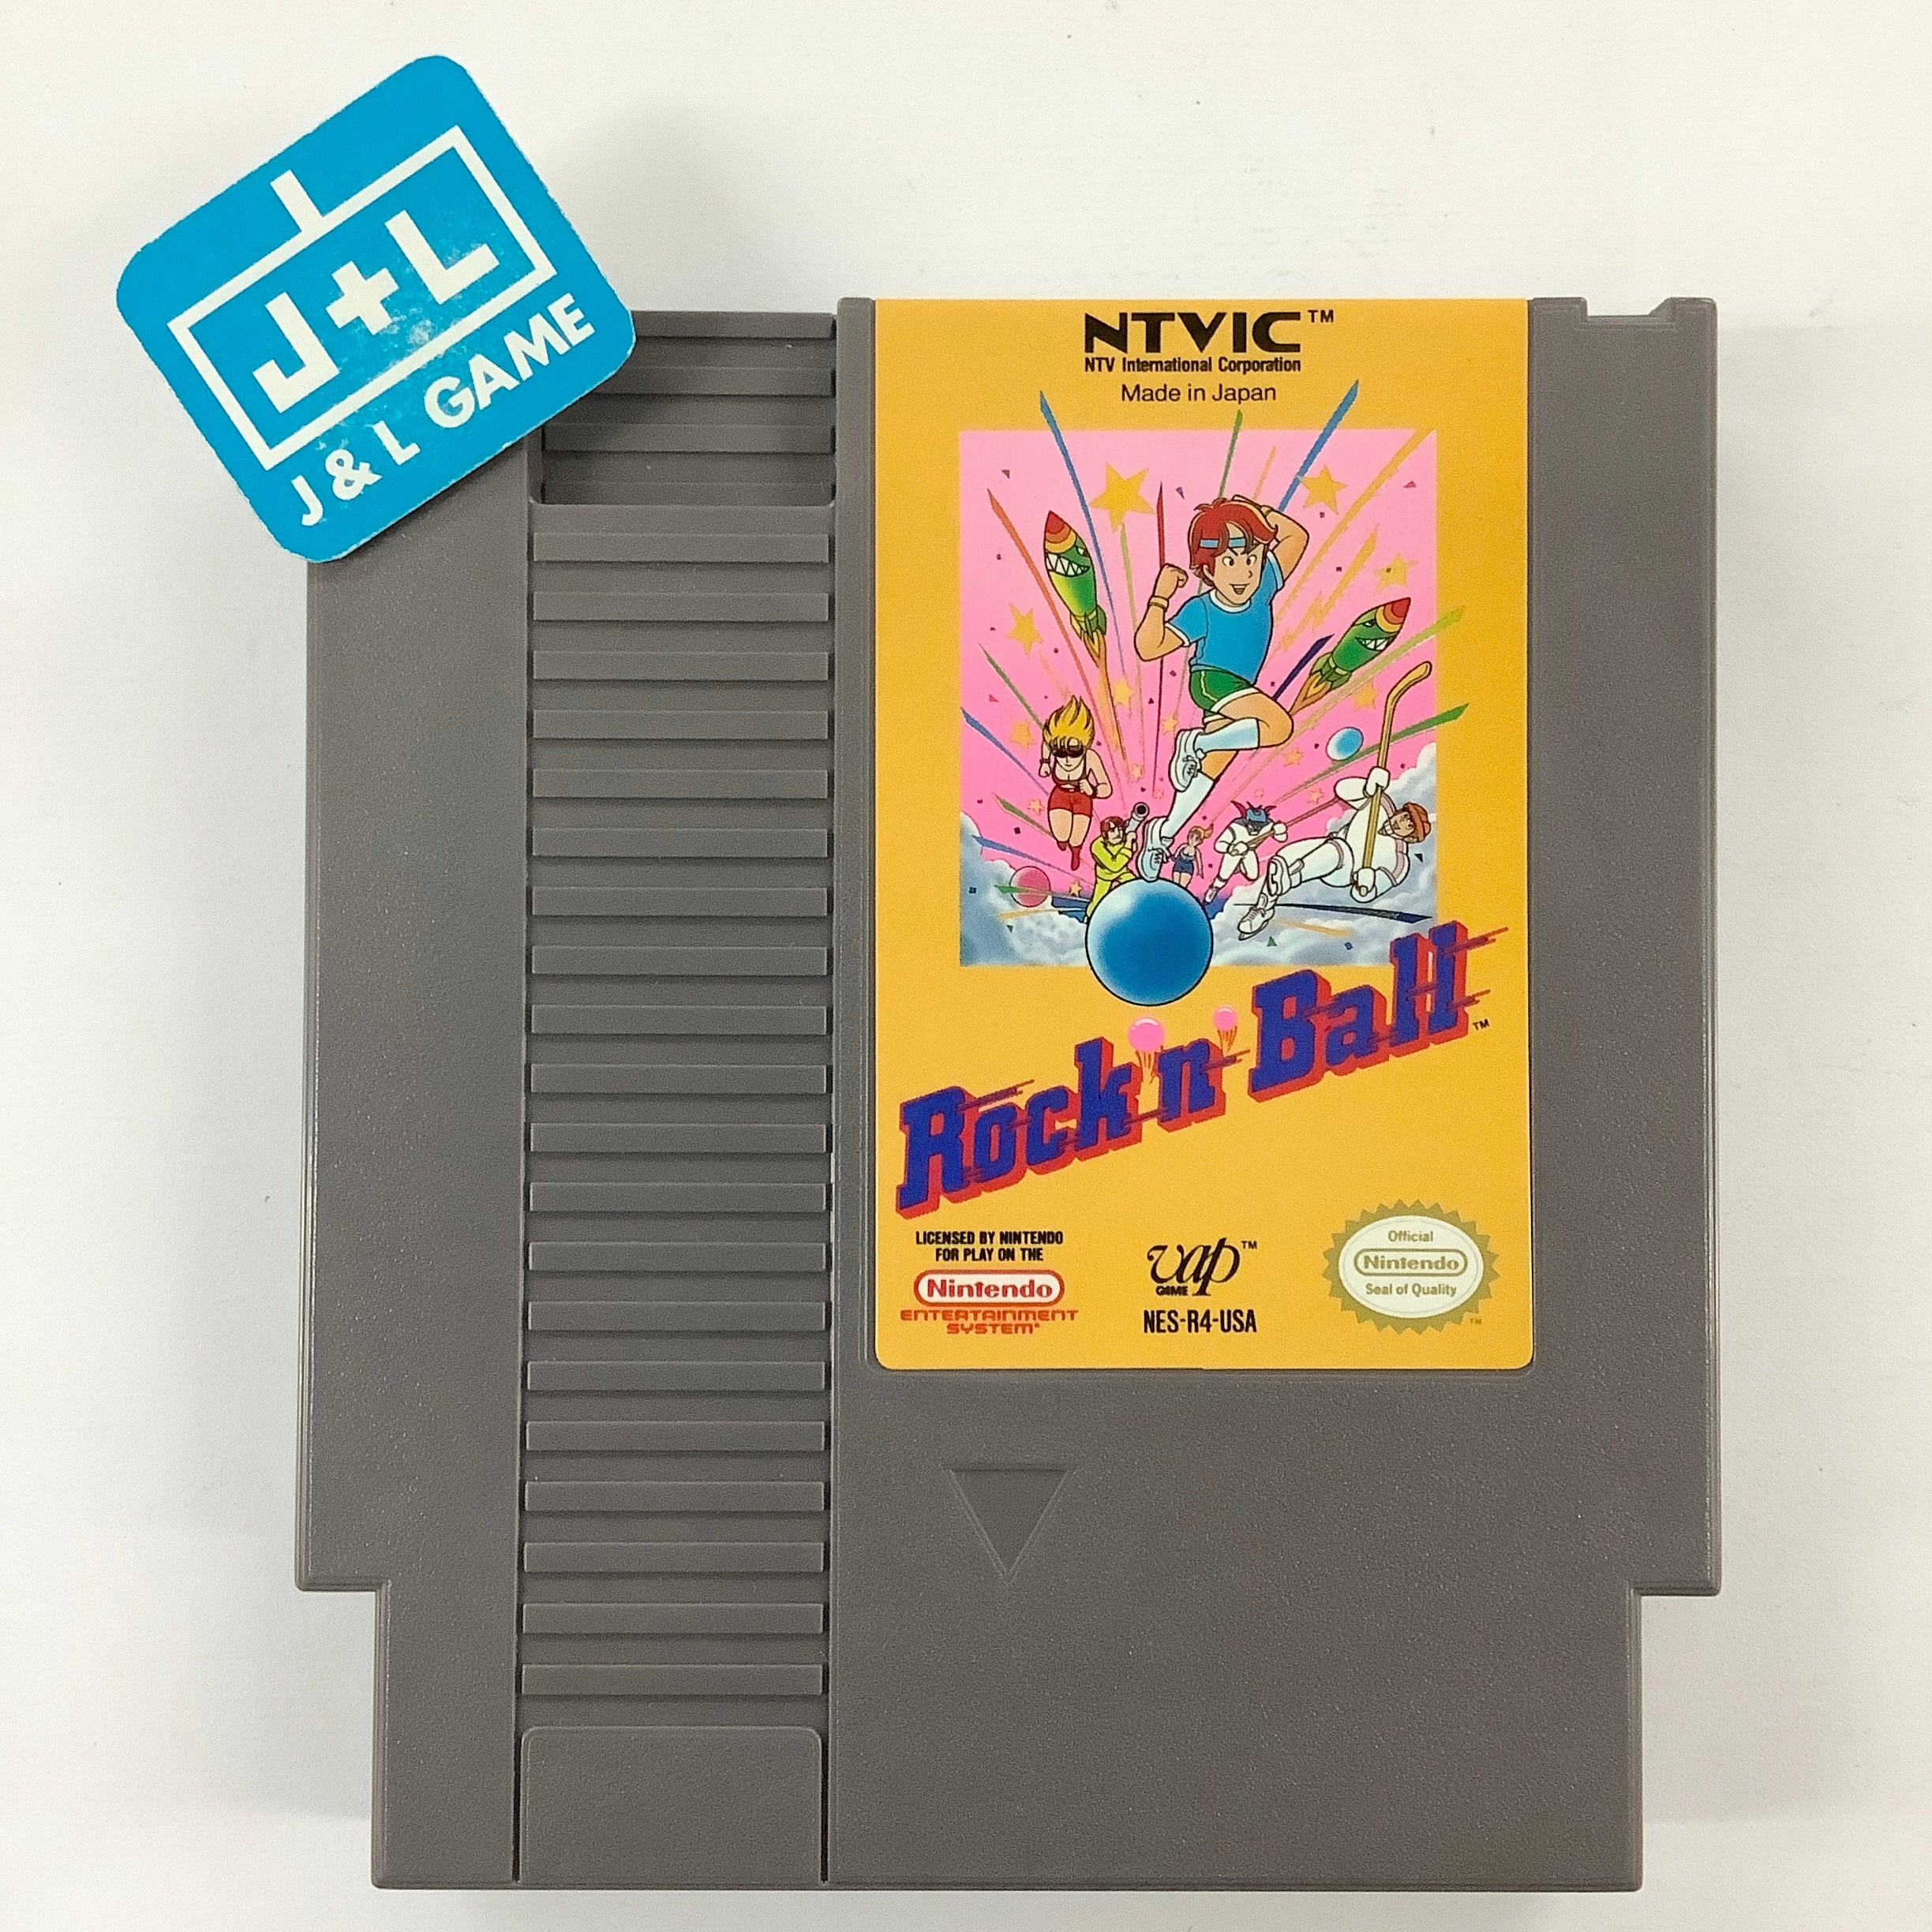 J+L
J & L GAME
NTVIC™
NTV International Corporation
Made in Japan
Rock'n' Ball™
LICENSED BY NINTENDO
FOR PLAY ON THE
Nintendo
ENTERTAINMENT
SYSTEM®
vap™
GAME
NES-R4-USA
Official
Nintendo
Seal of Quality
TM